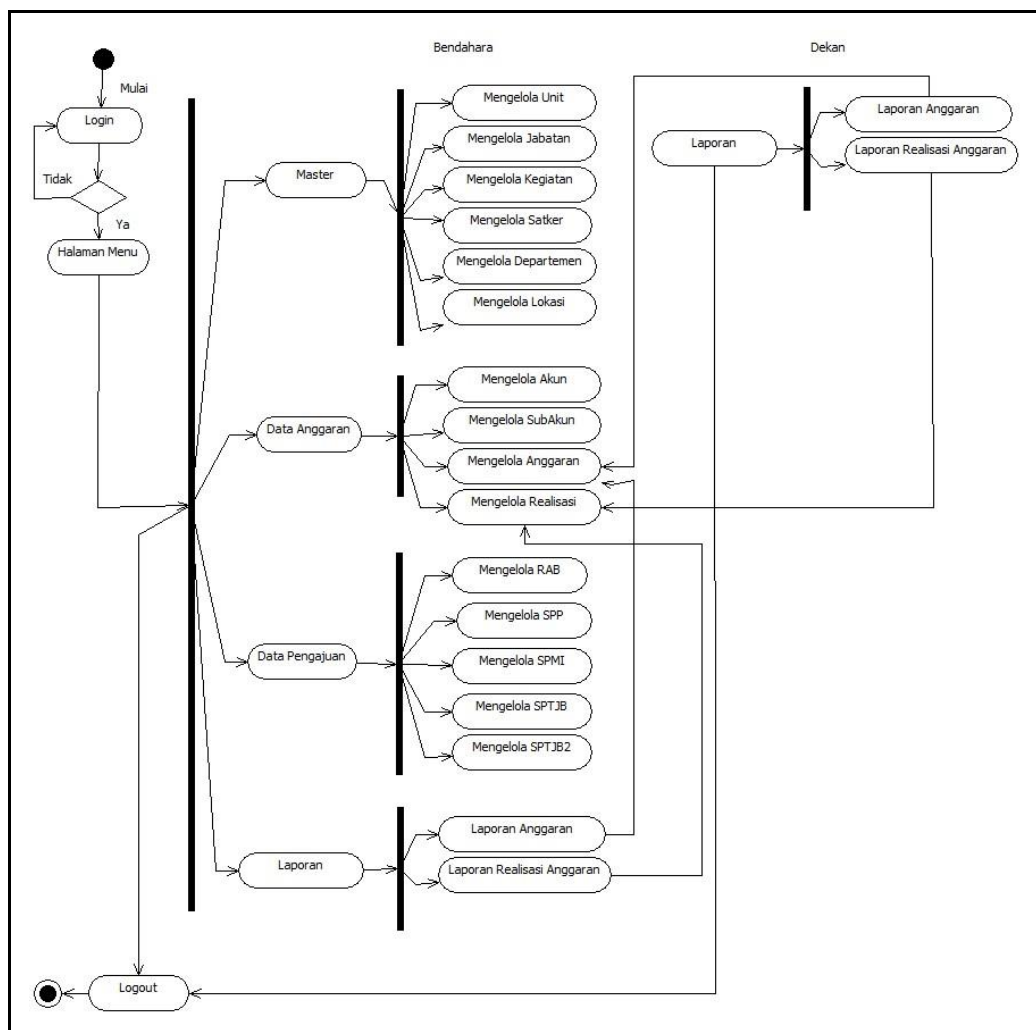 Bendahara
Dekan
Mulai
Login
Tidak
Ya
Halaman Menu
Master
Mengelola Unit
Mengelola Jabatan
Mengelola Kegiatan
Mengelola Satker
Mengelola Departemen
Mengelola Lokasi
Data Anggaran
Mengelola Akun
Mengelola SubAkun
Mengelola Anggaran
Mengelola Realisasi
Data Pengajuan
Mengelola RAB
Mengelola SPP
Mengelola SPMI
Mengelola SPTJB
Mengelola SPTJB2
Laporan
Laporan Anggaran
Laporan Realisasi Anggaran
Laporan
Laporan Anggaran
Laporan Realisasi Anggaran
Logout